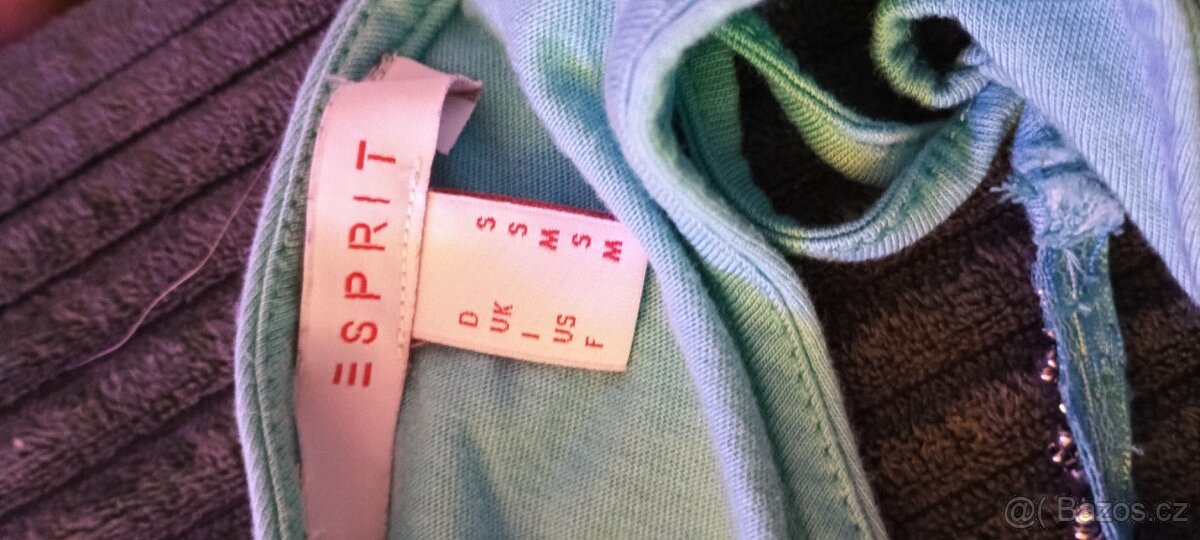 ESPRIT
D S
UK S
I M
US S
F M
@( Bazos.cz